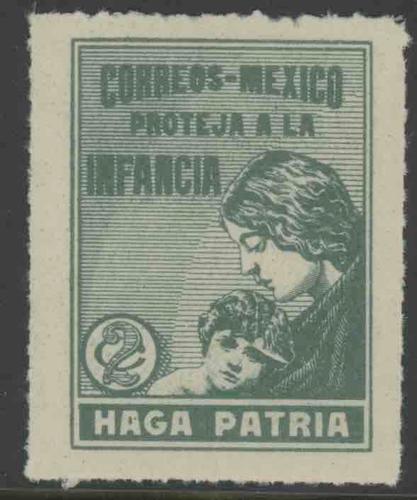 CORREOS-MEXICO
PROTEJA A LA
INFANCIA
2¢
HAGA PATRIA